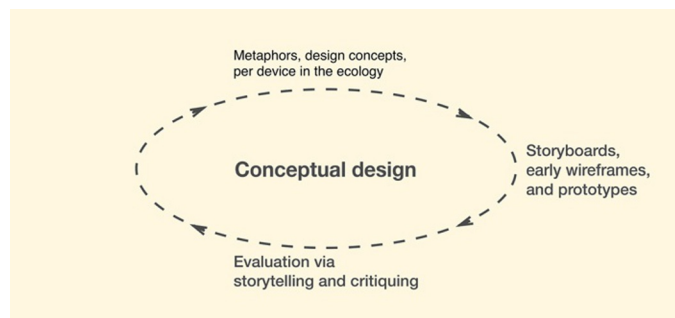 Metaphors, design concepts,
per device in the ecology
Conceptual design
Storyboards,
early wireframes,
and prototypes
Evaluation via
storytelling and critiquing